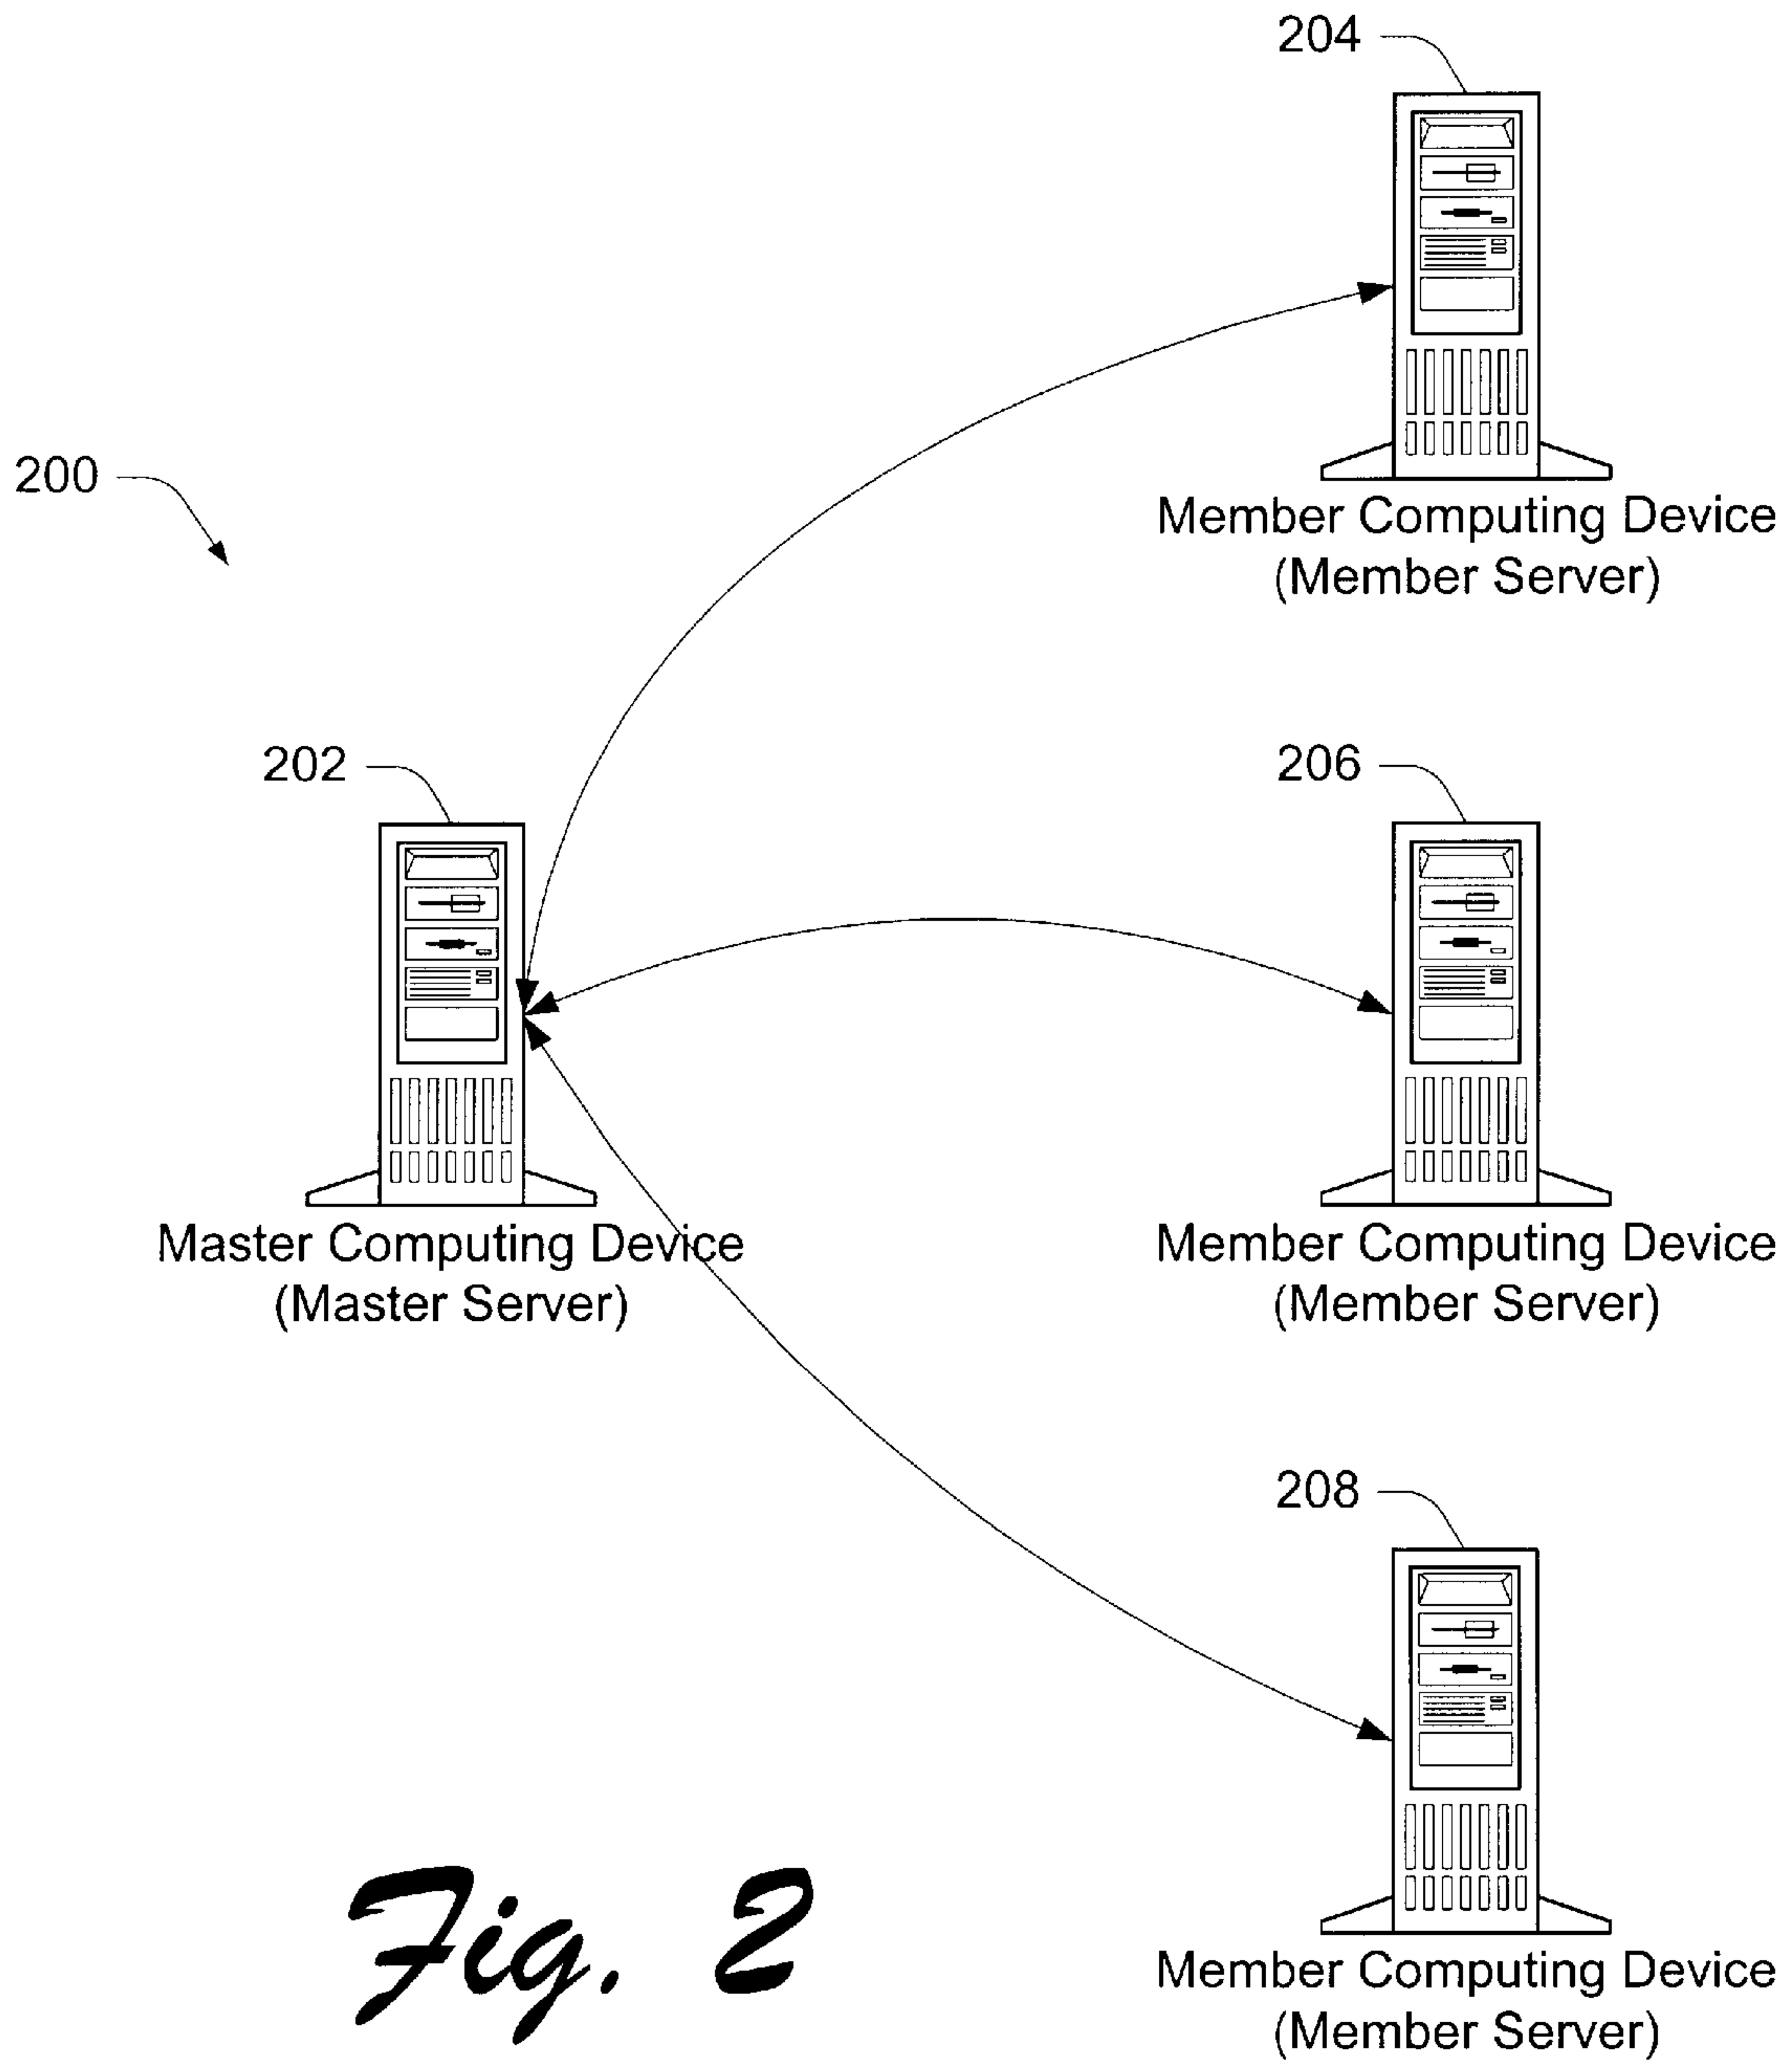 204
Member Computing Device
(Member Server)
200
202
Master Computing Device
(Master Server)
206
Member Computing Device
(Member Server)
208
Member Computing Device
(Member Server)
Fig. 2